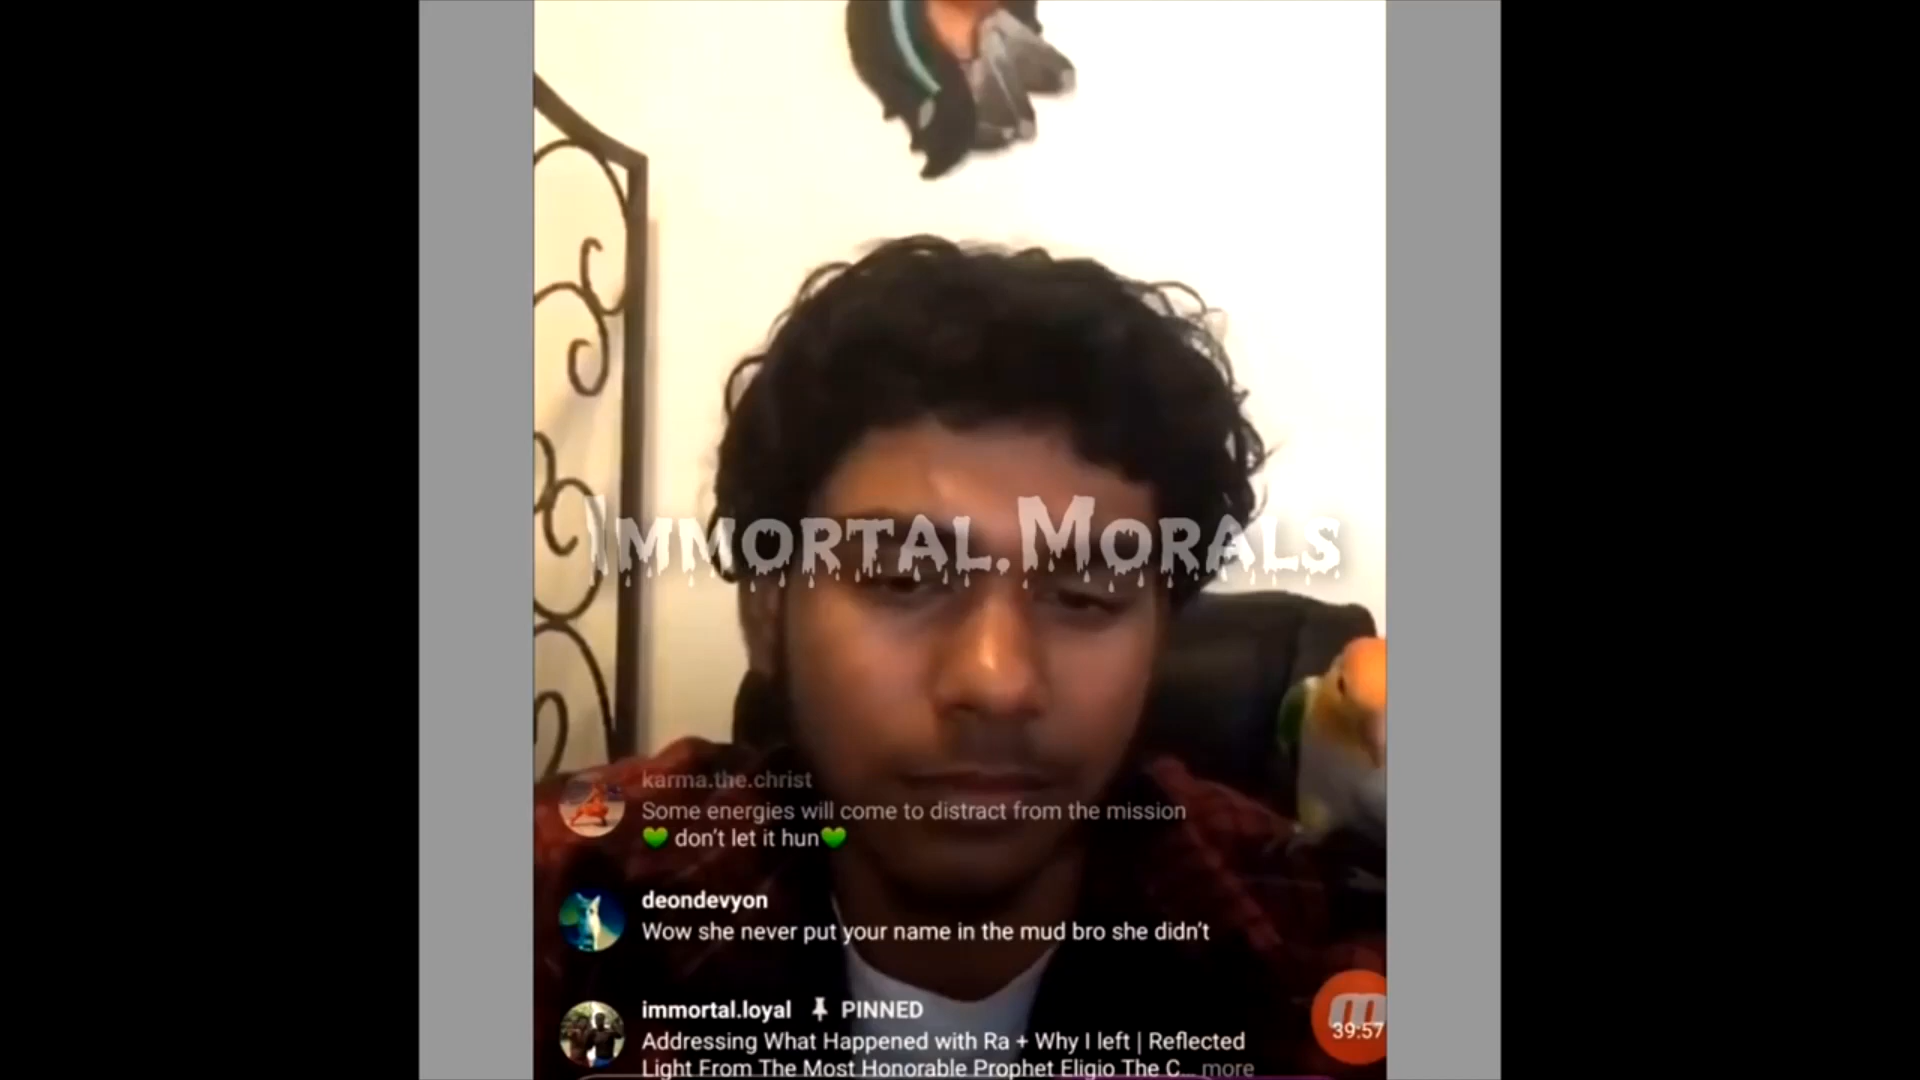 Immortal.Morals
karma.the.christ
Some energies will come to distract from the mission
💚 don't let it hun💚
deondevyon
Wow she never put your name in the mud bro she didn't
immortal.loyal PINNED
Addressing What Happened with Ra + Why I left | Reflected
Light From The Most Honorable Prophet Eligio The C... more
39:57